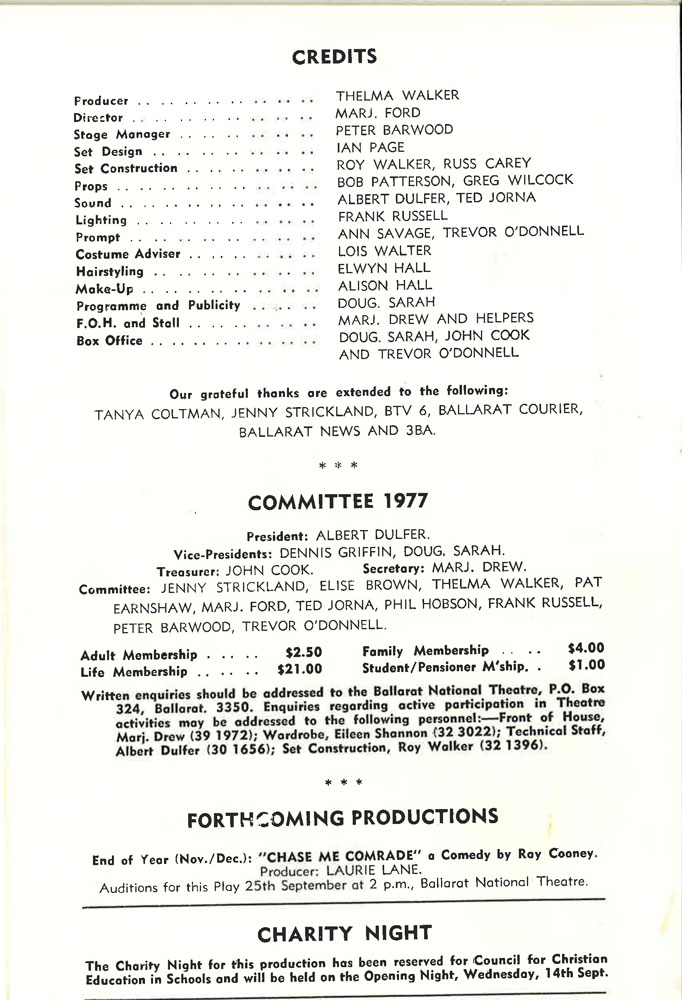 CREDITS
Producer .. .. .. .. .. .. .. .. .. THELMA WALKER
Director .. .. .. .. .. .. .. .. .. MARJ. FORD
Stage Manager .. .. .. .. .. .. .. PETER BARWOOD
Set Design .. .. .. .. .. .. .. .. IAN PAGE
Set Construction .. .. .. .. .. .. .. ROY WALKER, RUSS CAREY
Props .. .. .. .. .. .. .. .. .. .. BOB PATTERSON, GREG WILCOCK
Sound .. .. .. .. .. .. .. .. .. .. ALBERT DULFER, TED JORNA
Lighting .. .. .. .. .. .. .. .. .. FRANK RUSSELL
Prompt .. .. .. .. .. .. .. .. .. ANN SAVAGE, TREVOR O'DONNELL
Costume Adviser .. .. .. .. .. .. .. LOIS WALTER
Hairstyling .. .. .. .. .. .. .. .. ELWYN HALL
Make-Up .. .. .. .. .. .. .. .. .. ALISON HALL
Programme and Publicity .. .. .. .. DOUG. SARAH
F.O.H. and Stall .. .. .. .. .. .. .. MARJ. DREW AND HELPERS
Box Office .. .. .. .. .. .. .. .. DOUG. SARAH, JOHN COOK
AND TREVOR O'DONNELL
Our grateful thanks are extended to the following:
TANYA COLTMAN, JENNY STRICKLAND, BTV 6, BALLARAT COURIER,
BALLARAT NEWS AND 3BA.
* * *
COMMITTEE 1977
President: ALBERT DULFER.
Vice-Presidents: DENNIS GRIFFIN, DOUG. SARAH.
Treasurer: JOHN COOK. Secretary: MARJ. DREW.
Committee: JENNY STRICKLAND, ELISE BROWN, THELMA WALKER, PAT
EARNSHAW, MARJ. FORD, TED JORNA, PHIL HOBSON, FRANK RUSSELL,
PETER BARWOOD, TREVOR O'DONNELL.
Adult Membership .. .. .. $2.50 Family Membership .. .. .. $4.00
Life Membership .. .. .. $21.00 Student/Pensioner M'ship. . $1.00
Written enquiries should be addressed to the Ballarat National Theatre, P.O. Box
324, Ballarat. 3350. Enquiries regarding active participation in Theatre
activities may be addressed to the following personnel:—Front of House,
Marj. Drew (39 1972); Wardrobe, Eileen Shannon (32 3022); Technical Staff,
Albert Dulfer (30 1656); Set Construction, Roy Walker (32 1396).
* * *
FORTHCOMING PRODUCTIONS
End of Year (Nov./Dec.): "CHASE ME COMRADE" a Comedy by Ray Cooney.
Producer: LAURIE LANE.
Auditions for this Play 25th September at 2 p.m., Ballarat National Theatre.
CHARITY NIGHT
The Charity Night for this production has been reserved for Council for Christian
Education in Schools and will be held on the Opening Night, Wednesday, 14th Sept.